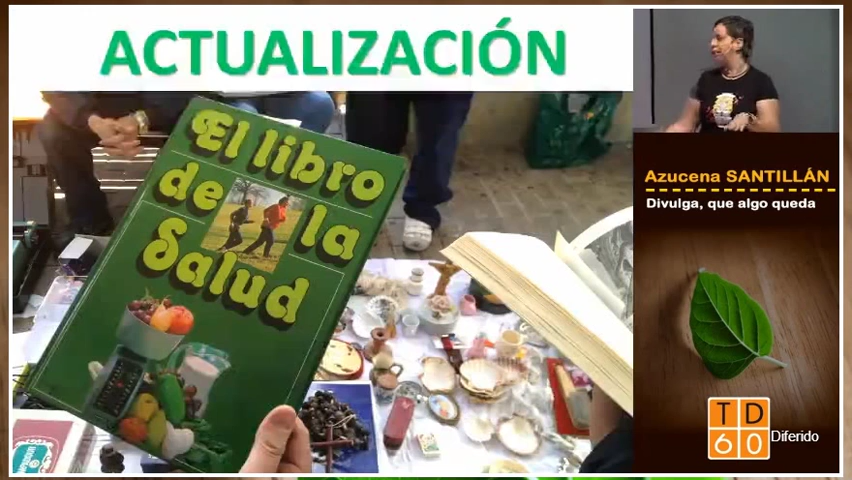 ACTUALIZACIÓN
El libro
de la
Salud
Azucena SANTILLÁN
Divulga, que algo queda
TD
60
Diferido